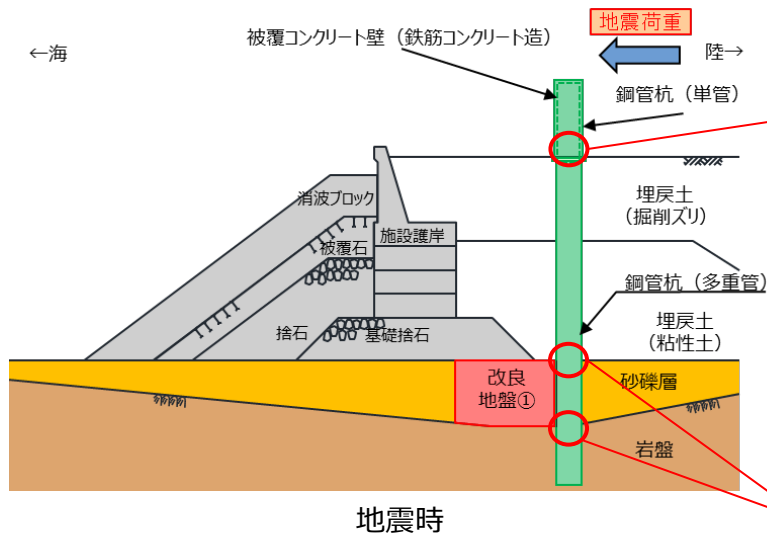 地震荷重
被覆コンクリート壁（鉄筋コンクリート造）
←海
陸→
鋼管杭（単管）
消波ブロック
埋戻土
（掘削ズリ）
施設護岸
被覆石
鋼管杭（多重管）
埋戻土
（粘性土）
捨石
基礎捨石
改良
地盤①
砂礫層
岩盤
地震時